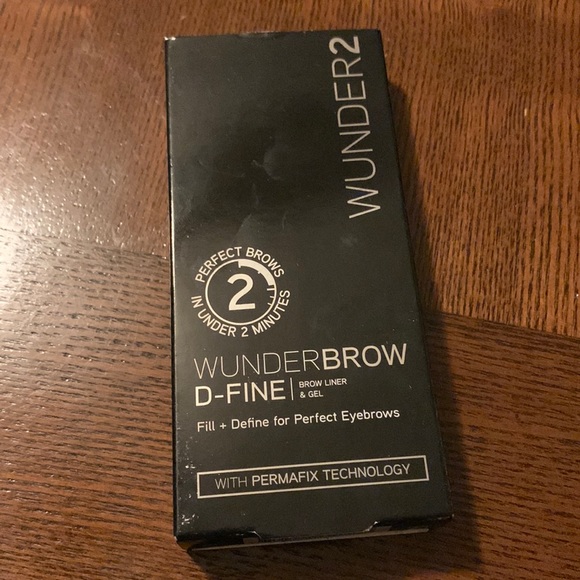 WUNDER2
PERFECT BROWS
2
IN UNDER 2 MINUTES
WUNDERBROW
D-FINE
BROW LINER
& GEL
Fill + Define for Perfect Eyebrows
WITH PERMAFIX TECHNOLOGY